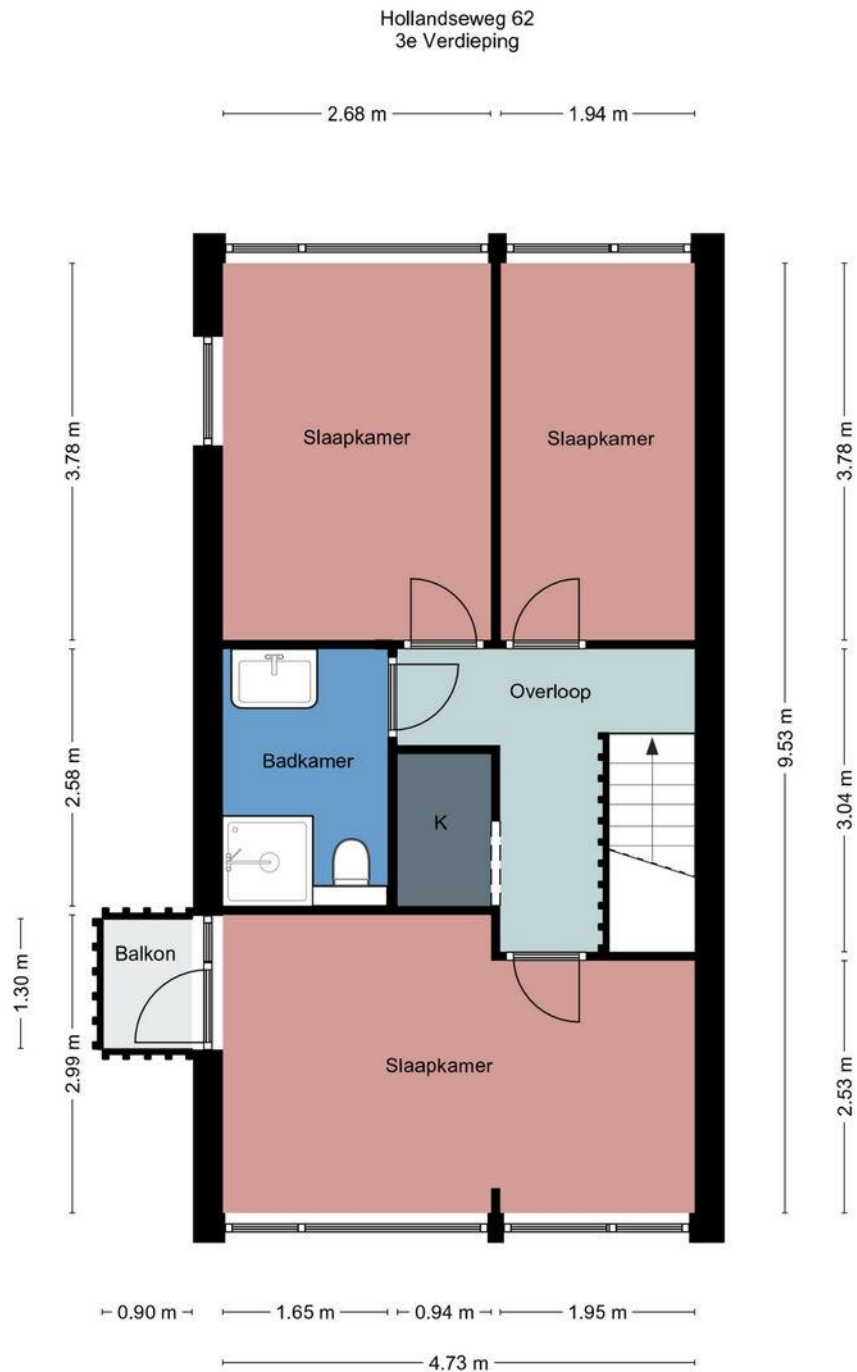 Hollandseweg 62
3e Verdieping
2.68 m
1.94 m
3.78 m
3.78 m
Slaapkamer
Slaapkamer
Overloop
Badkamer
K
2.58 m
9.53 m
3.04 m
Balkon
1.30 m
2.99 m
Slaapkamer
2.53 m
0.90 m
1.65 m
0.94 m
1.95 m
4.73 m